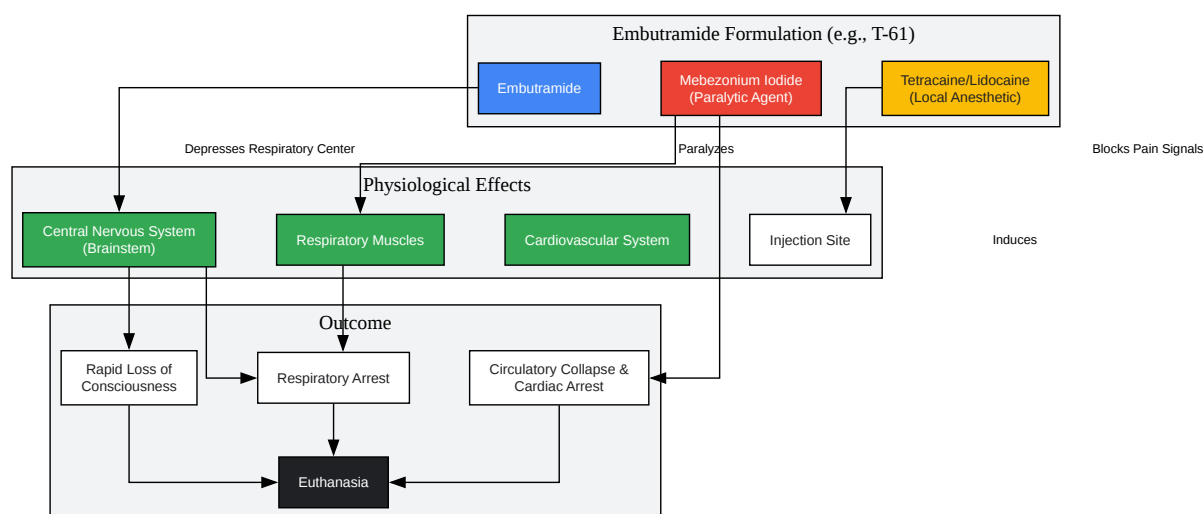 Embutramide Formulation (e.g., T-61)
Embutramide
Mebezonium Iodide
(Paralytic Agent)
Tetracaine/Lidocaine
(Local Anesthetic)
Depresses Respiratory Center
Paralyzes
Blocks Pain Signals
Physiological Effects
Central Nervous System
(Brainstem)
Respiratory Muscles
Cardiovascular System
Injection Site
Induces
Outcome
Rapid Loss of
Consciousness
Respiratory Arrest
Circulatory Collapse &
Cardiac Arrest
Euthanasia